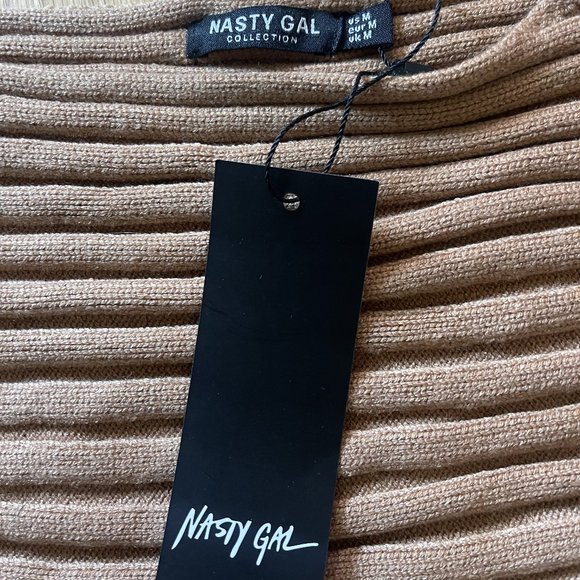 NASTY GAL
COLLECTION
US M
eur M
UK M
NASTY GAL